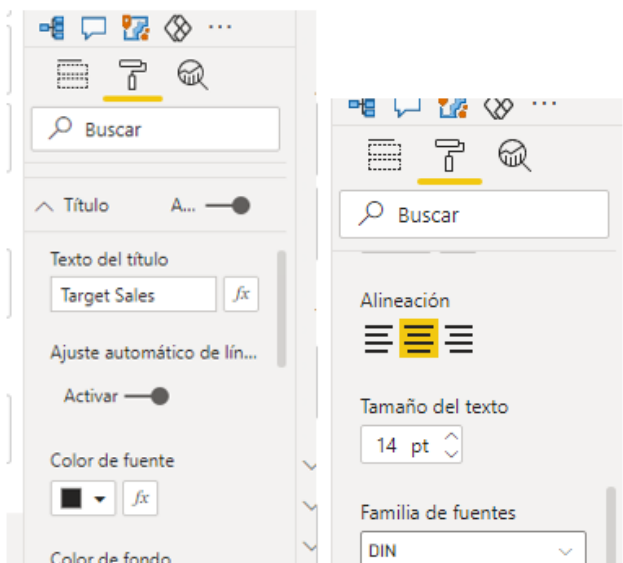 Buscar
Título A...
Texto del título
Target Sales fx
Ajuste automático de lín...
Activar
Color de fuente
fx
Color de fondo
Buscar
Alineación
Tamaño del texto
14 pt
Familia de fuentes
DIN